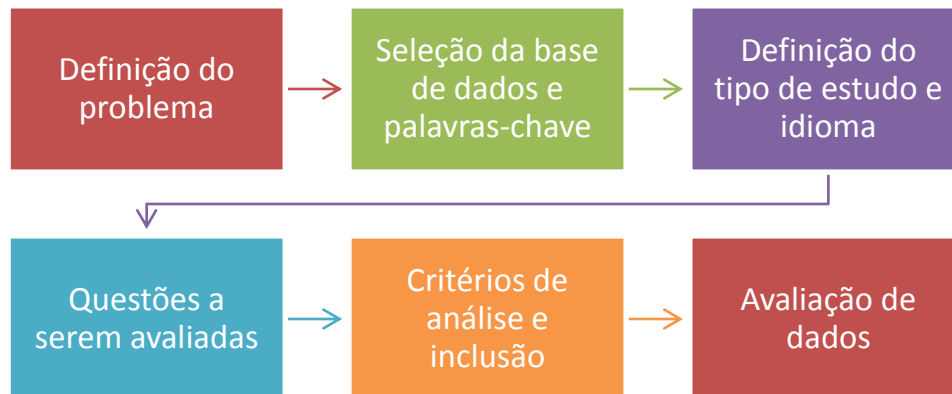 Definição do
problema
Seleção da base
de dados e
palavras-chave
Definição do
tipo de estudo e
idioma
Questões a
serem avaliadas
Critérios de
análise e
inclusão
Avaliação de
dados